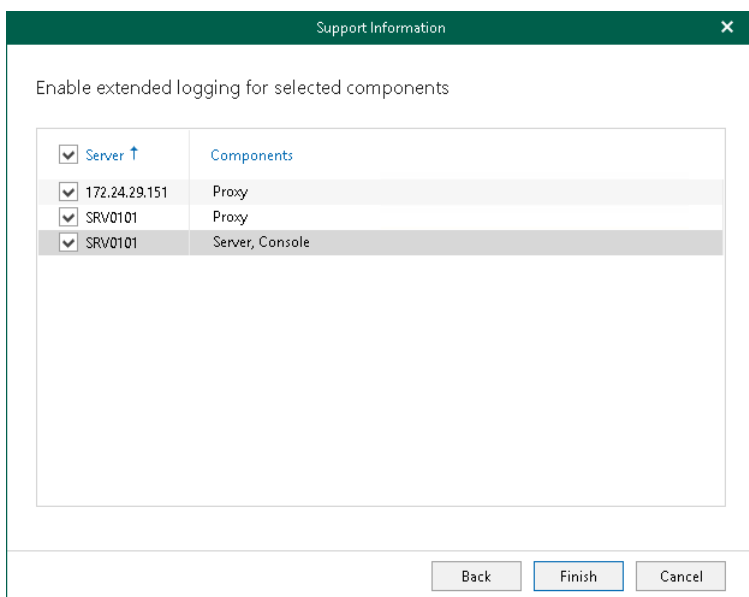 Support Information
Enable extended logging for selected components
Server Components
172.24.29.151 Proxy
SRV0101 Proxy
SRV0101 Server, Console
Back Finish Cancel